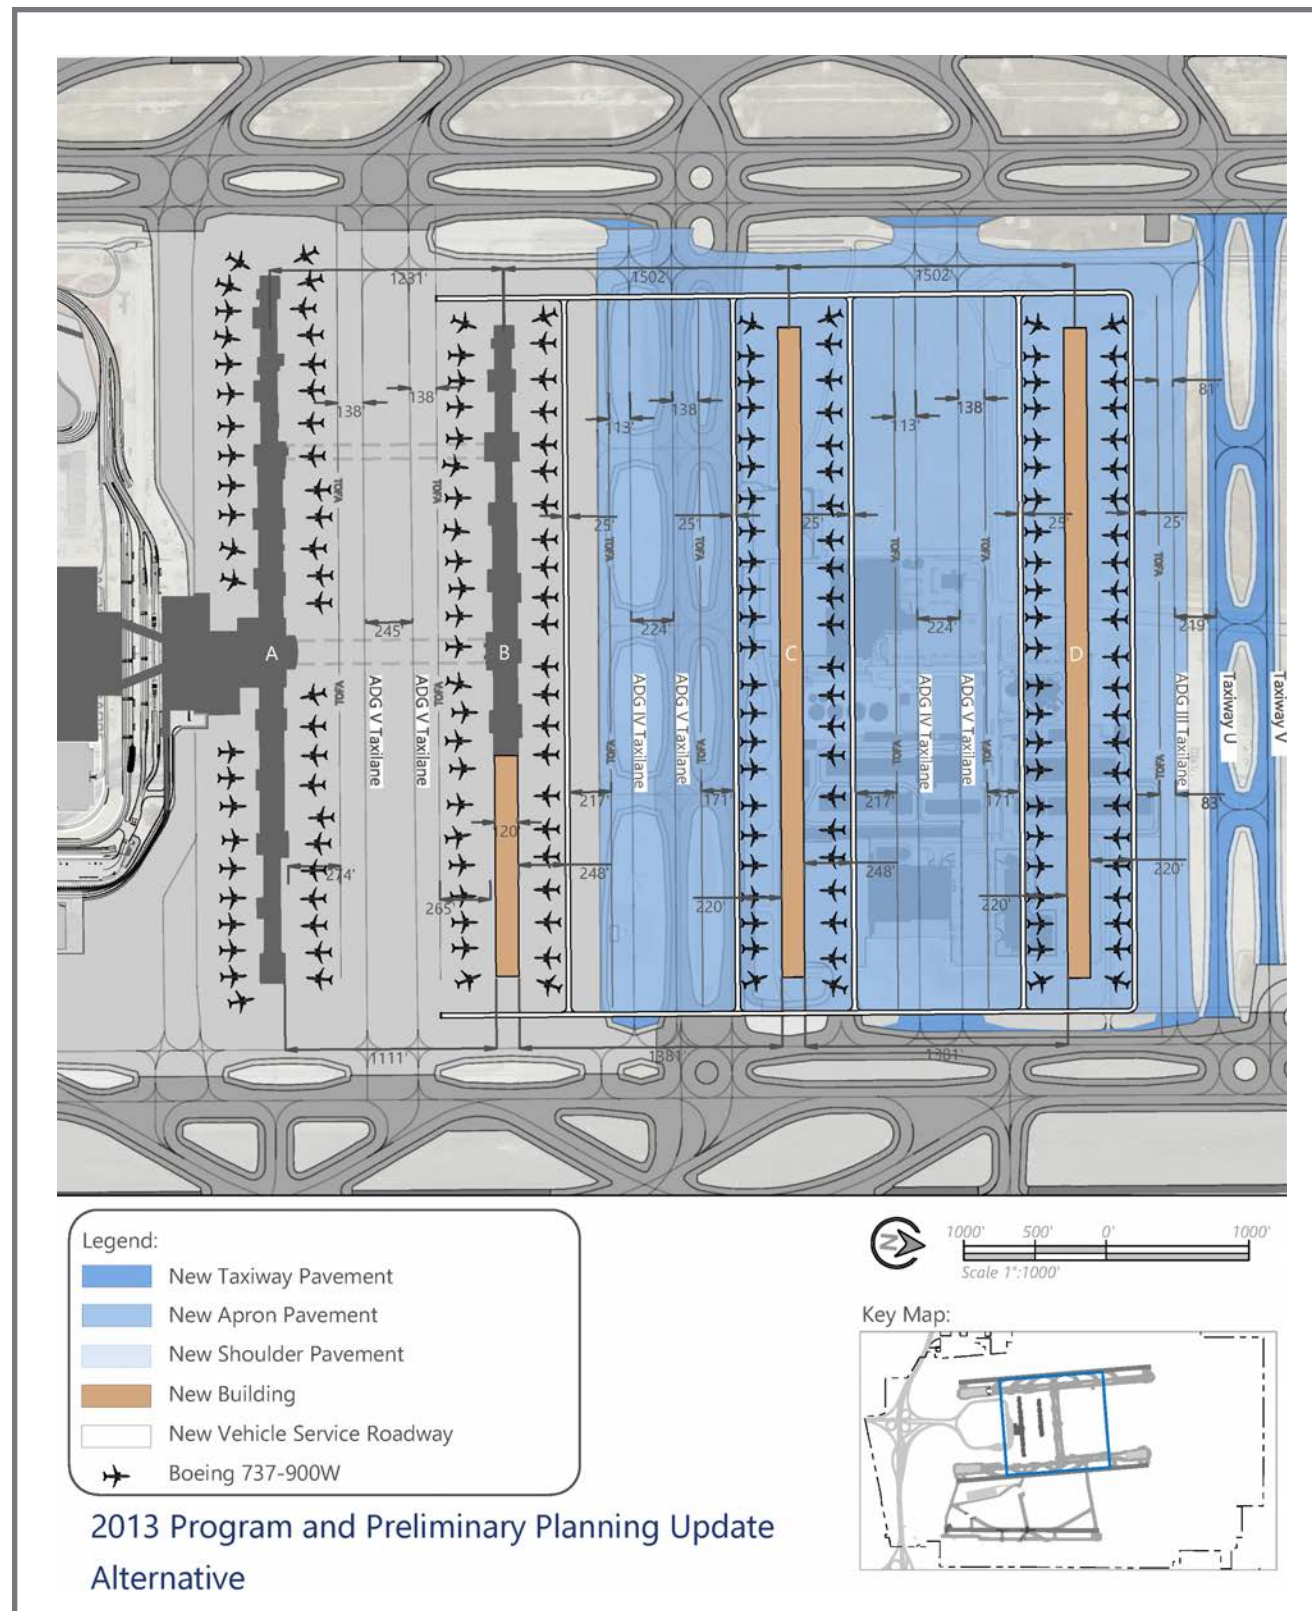 1231'
1502'
1502'
138'
138'
113'
138
113'
138'
81'
TOFA
TOFA
25'
25'
25'
25'
25'
TOFA
TOFA
TOFA
TOFA
TOFA
245'
224'
224'
219'
A
B
C
D
TOFA
TOFA
ADG V Taxilane
ADG V Taxilane
ADG IV Taxilane
ADG V Taxilane
ADG IV Taxilane
ADG V Taxilane
ADG III Taxilane
Taxiway U
Taxiway V
TOFA
TOFA
TOFA
TOFA
TOFA
217'
171'
217'
171'
83'
120'
274'
248'
248'
220'
265'
220'
220'
1111'
1381'
1381'
Legend:
New Taxiway Pavement
New Apron Pavement
New Shoulder Pavement
New Building
New Vehicle Service Roadway
Boeing 737-900W
N
1000' 500' 0' 1000'
Scale 1":1000'
Key Map:
2013 Program and Preliminary Planning Update
Alternative